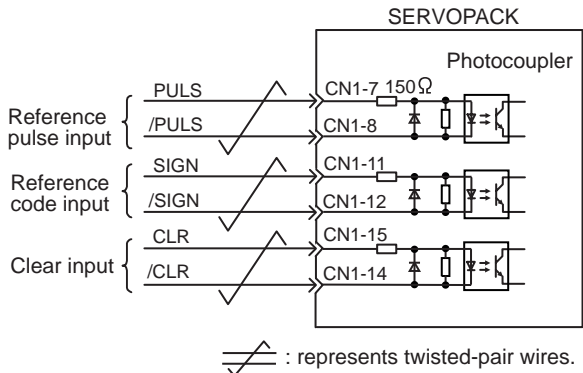 SERVOPACK
Photocoupler
Reference pulse input
PULS
CN1-7 150Ω
/PULS
CN1-8
Reference code input
SIGN
CN1-11
/SIGN
CN1-12
Clear input
CLR
CN1-15
/CLR
CN1-14
: represents twisted-pair wires.